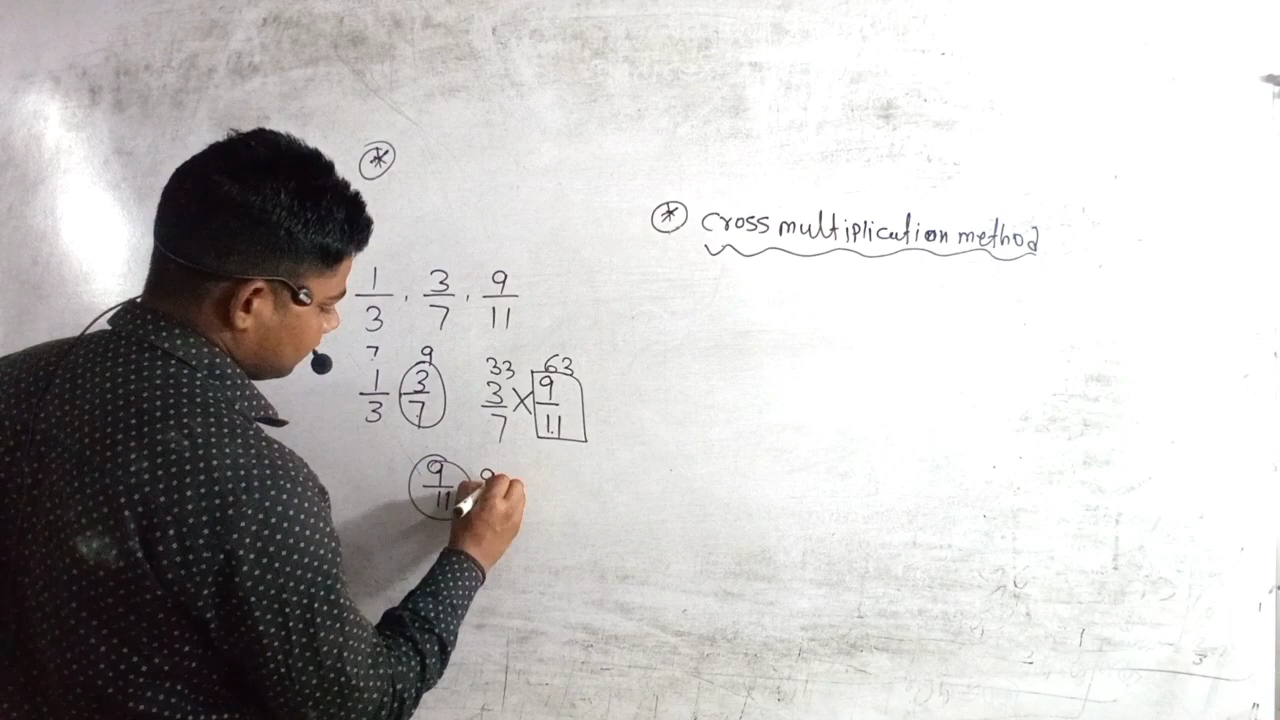 *
* cross multiplication method
1/3, 3/7, 9/11
7 9 33 63
1/3 3/7 3/7 × 9/11
9/11 9